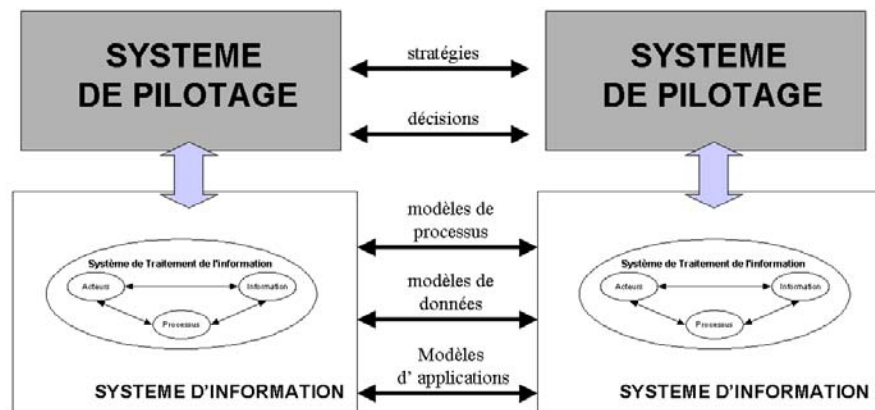 SYSTEME
DE PILOTAGE
stratégies
décisions
SYSTEME
DE PILOTAGE
Système de Traitement de l'information
Acteurs
Information
Processus
SYSTEME D'INFORMATION
modèles de
processus
modèles de
données
Modèles
d' applications
Système de Traitement de l'information
Acteurs
Information
Processus
SYSTEME D'INFORMATION